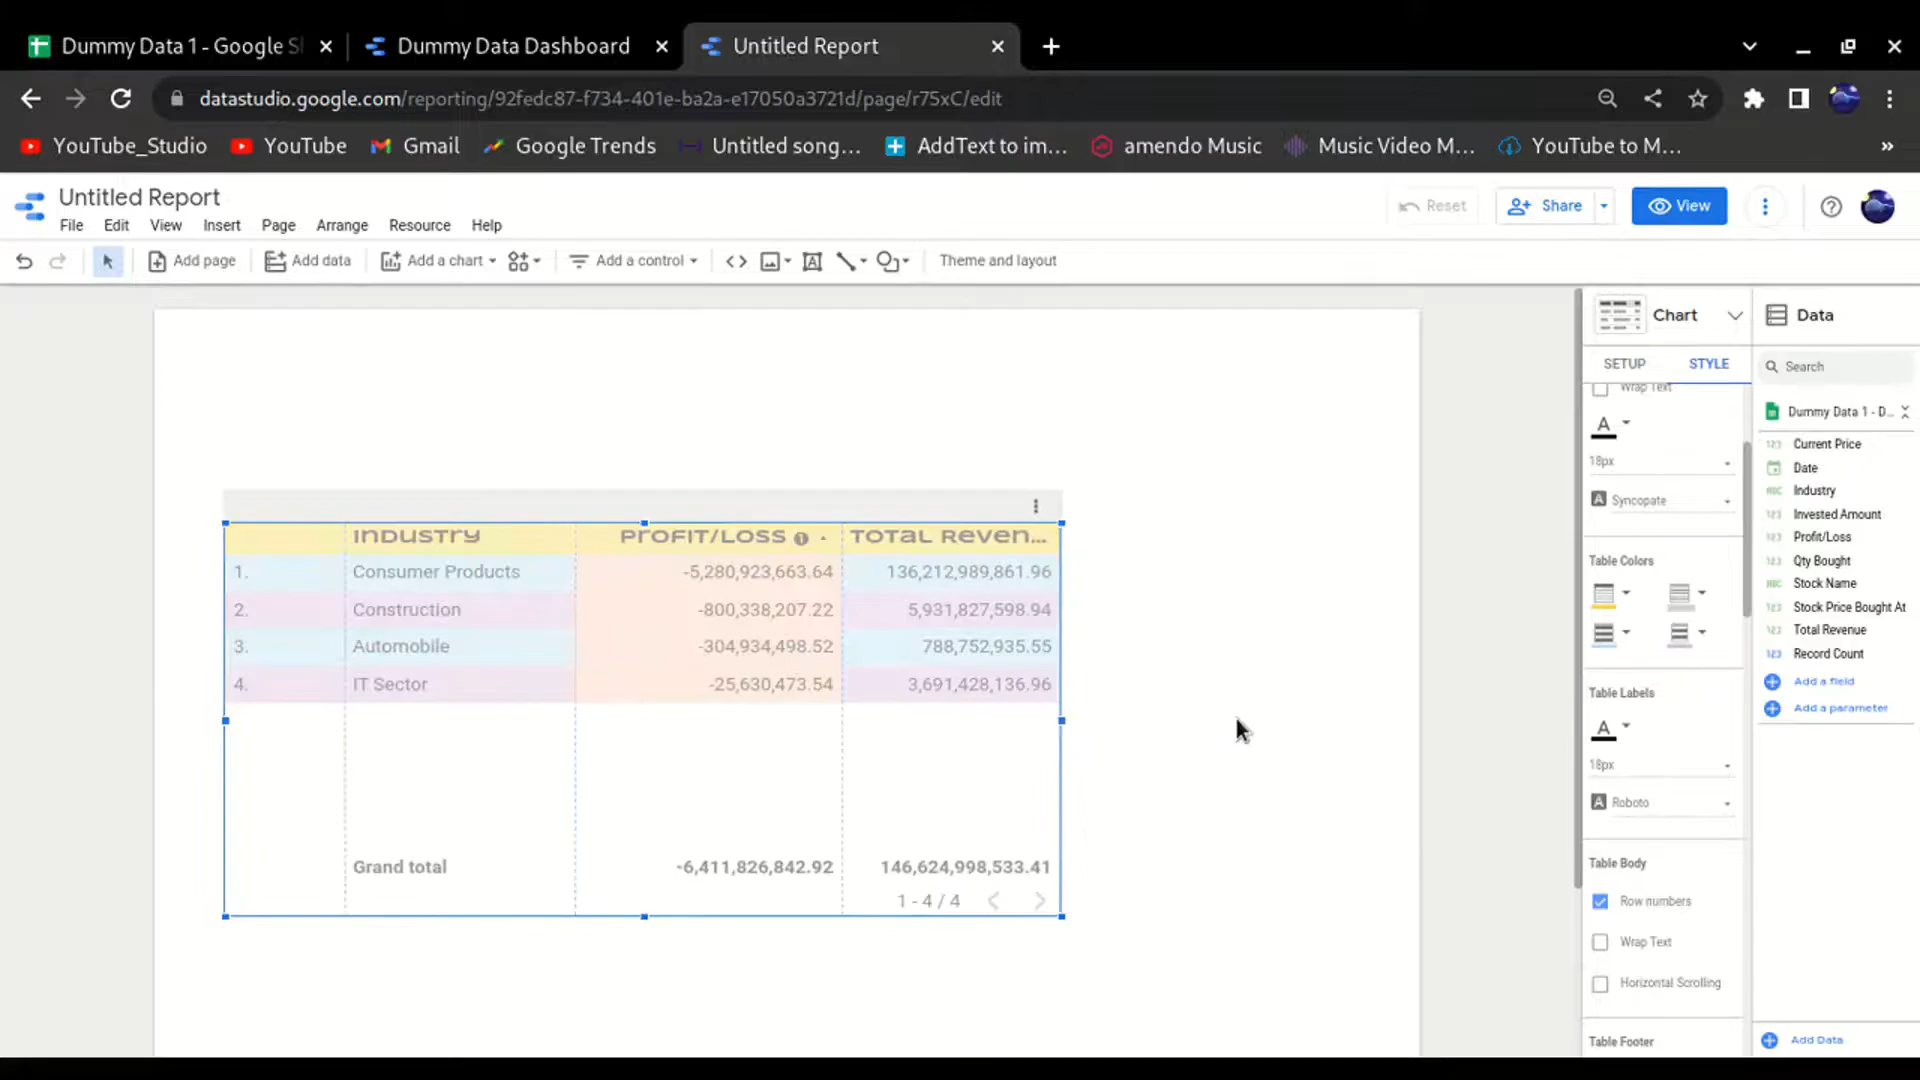 Dummy Data 1 - Google S
Dummy Data Dashboard
Untitled Report
datastudio.google.com/reporting/92fedc87-f734-401e-ba2a-e17050a3721d/page/r75xC/edit
YouTube_Studio
YouTube
Gmail
Google Trends
Untitled song...
AddText to im...
amendo Music
Music Video M...
YouTube to M...
»
Untitled Report
Reset
Share
View
File
Edit
View
Insert
Page
Arrange
Resource
Help
Add page
Add data
Add a chart
Add a control
Theme and layout
Chart
Data
SETUP
STYLE
Search
Wrap Text
Dummy Data 1 - D...
A
18px
Syncopate
Current Price
Date
Industry
Invested Amount
Profit/Loss
Qty Bought
Stock Name
Stock Price Bought At
Total Revenue
Record Count
Add a field
Add a parameter
Table Colors
Table Labels
A
18px
Roboto
Table Body
Row numbers
Wrap Text
Horizontal Scrolling
Table Footer
Add Data
Industry Profit/Loss 1 Total Reven...
1. Consumer Products -5,280,923,663.64 136,212,989,861.96
2. Construction -800,338,207.22 5,931,827,598.94
3. Automobile -304,934,498.52 788,752,935.55
4. IT Sector -25,630,473.54 3,691,428,136.96
Grand total -6,411,826,842.92 146,624,998,533.41
1 - 4 / 4